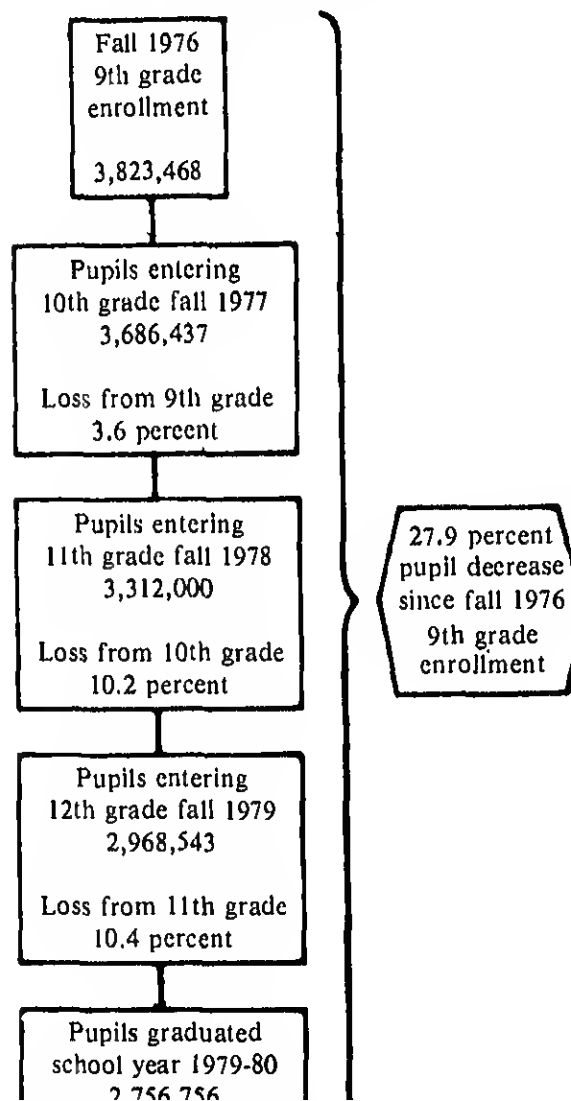 Fall 1976
9th grade
enrollment
3,823,468
Pupils entering
10th grade fall 1977
3,686,437
Loss from 9th grade
3.6 percent
Pupils entering
11th grade fall 1978
3,312,000
Loss from 10th grade
10.2 percent
Pupils entering
12th grade fall 1979
2,968,543
Loss from 11th grade
10.4 percent
Pupils graduated
school year 1979-80
2,756,756
27.9 percent
pupil decrease
since fall 1976
9th grade
enrollment